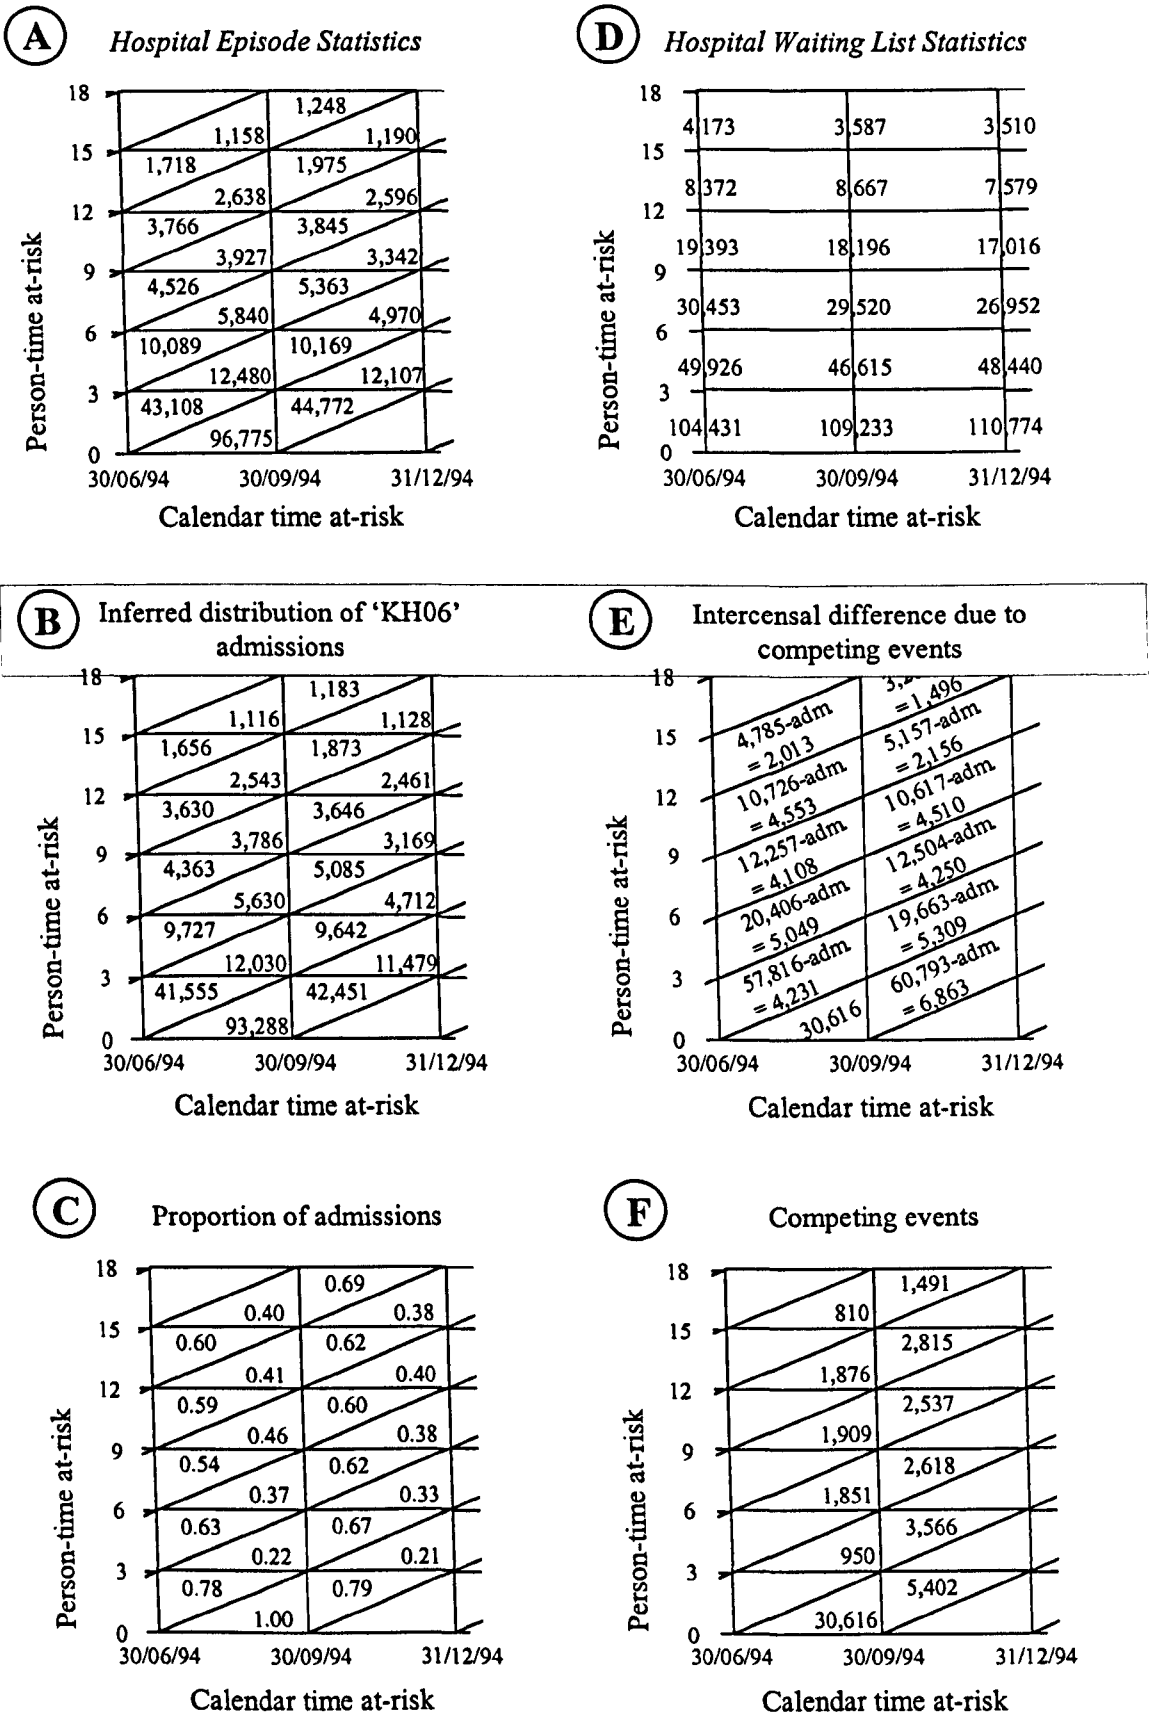 A Hospital Episode Statistics
18
1,248
1,158 1,190
15
1,718 1,975
2,638 2,596
12
3,766 3,845
3,927 3,342
9
4,526 5,363
5,840 4,970
6
10,089 10,169
12,480 12,107
3
43,108 44,772
96,775
0
30/06/94 30/09/94 31/12/94
Calendar time at-risk
Person-time at-risk
D Hospital Waiting List Statistics
18
4,173 3,587 3,510
15
8,372 8,667 7,579
12
19,393 18,196 17,016
9
30,453 29,520 26,952
6
49,926 46,615 48,440
3
104,431 109,233 110,774
0
30/06/94 30/09/94 31/12/94
Calendar time at-risk
Person-time at-risk
B Inferred distribution of ‘KH06’
admissions
18
1,183
1,116 1,128
15
1,656 1,873
2,543 2,461
12
3,630 3,646
3,786 3,169
9
4,363 5,085
5,630 4,712
6
9,727 9,642
12,030 11,479
3
41,555 42,451
93,288
0
30/06/94 30/09/94 31/12/94
Calendar time at-risk
Person-time at-risk
E Intercensal difference due to
competing events
18
=1,496
4,785-adm 5,157-adm
= 2,013 = 2,156
15
10,726-adm 10,617-adm
= 4,553 = 4,510
12
12,257-adm 12,504-adm
= 4,108 = 4,250
9
20,406-adm 19,663-adm
= 5,049 = 5,309
6
57,816-adm 60,793-adm
= 4,231 = 6,863
3
30,616
0
30/06/94 30/09/94 31/12/94
Calendar time at-risk
Person-time at-risk
C Proportion of admissions
18
0.69
0.40 0.38
15
0.60 0.62
0.41 0.40
12
0.59 0.60
0.46 0.38
9
0.54 0.62
0.37 0.33
6
0.63 0.67
0.22 0.21
3
0.78 0.79
1.00
0
30/06/94 30/09/94 31/12/94
Calendar time at-risk
Person-time at-risk
F Competing events
18
1,491
810
15
2,815
1,876
12
2,537
1,909
9
2,618
1,851
6
3,566
950
3
5,402
30,616
0
30/06/94 30/09/94 31/12/94
Calendar time at-risk
Person-time at-risk